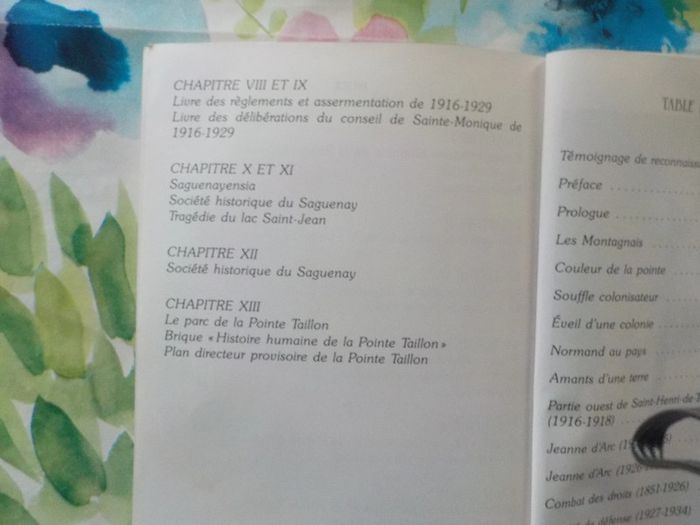 CHAPITRE VIII ET IX
Livre des règlements et assermentation de 1916-1929
Livre des délibérations du conseil de Sainte-Monique de
1916-1929
CHAPITRE X ET XI
Saguenayensia
Société historique du Saguenay
Tragédie du lac Saint-Jean
CHAPITRE XII
Société historique du Saguenay
CHAPITRE XIII
Le parc de la Pointe Taillon
Brique «Histoire humaine de la Pointe Taillon»
Plan directeur provisoire de la Pointe Taillon
TABLE
Témoignage de
Préface
Prologue
Les Montagnais
Couleur de la pointe
Souffle colonisateur
Éveil d'une colonie
Normand au pays
Amants d'une terre
Partie ouest de Saint-Henri-de-T
(1916-1918)
Jeanne d'Arc
Jeanne d'Arc (1926
Combat des droits (1851-1926)
de défense (1927-1934)